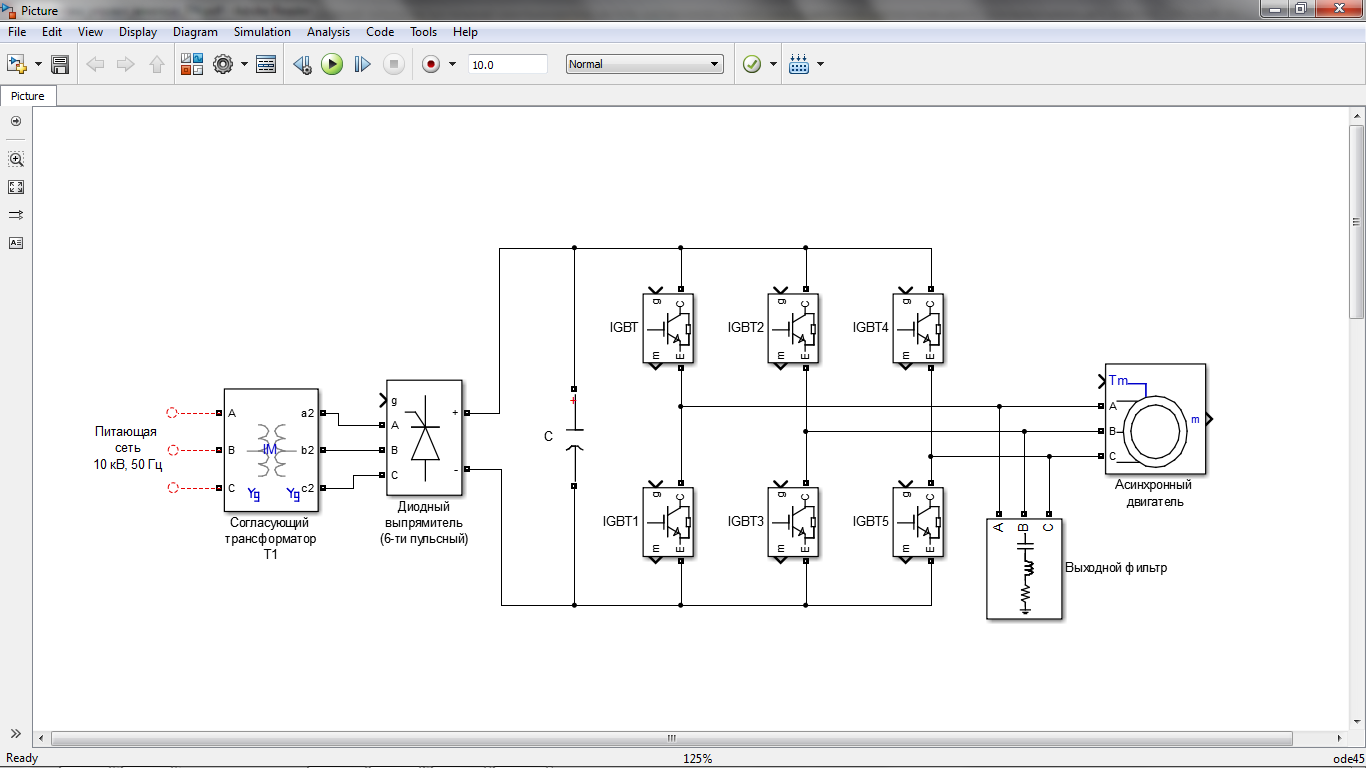 Picture
File Edit View Display Diagram Simulation Analysis Code Tools Help
10.0 Normal
Picture
IGBT
g
C
m
E
IGBT2
g
C
m
E
IGBT4
g
C
m
E
Питающая
сеть
10 кВ, 50 Гц
A
B
C
a2
b2
c2
Yg
Yg
Согласующий
трансформатор
Т1
g
A
B
C
+
-
Диодный
выпрямитель
(6-ти пульсный)
+
C
IGBT1
g
C
m
E
IGBT3
g
C
m
E
IGBT5
g
C
m
E
Tm
A
B
C
m
Асинхронный
двигатель
A
B
C
Выходной фильтр
Ready 125% ode45